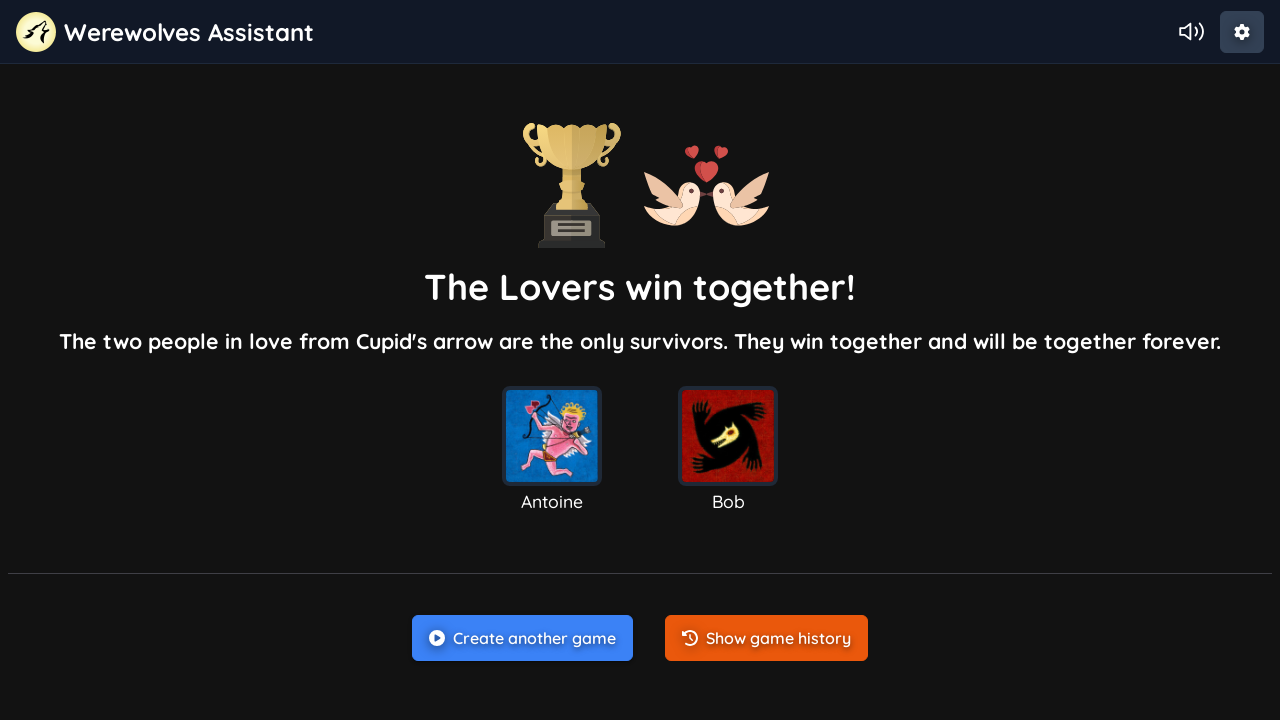 Werewolves Assistant
The Lovers win together!
The two people in love from Cupid's arrow are the only survivors. They win together and will be together forever.
Antoine
Bob
Create another game
Show game history